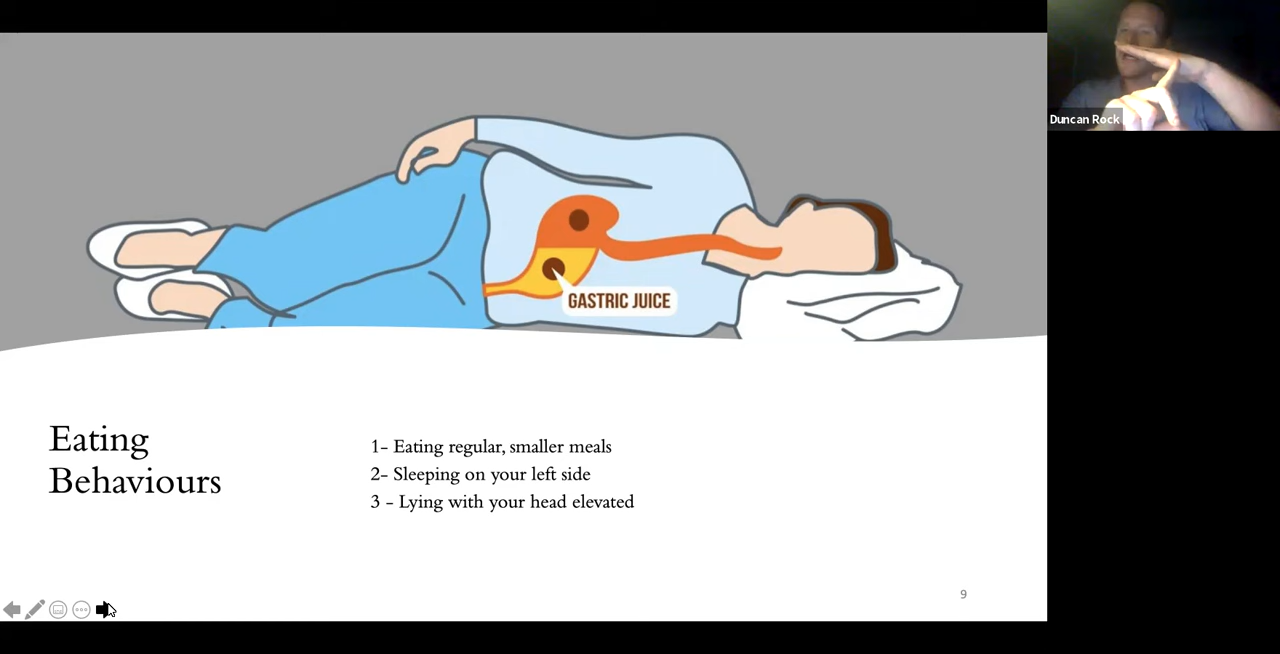 Duncan Rock
GASTRIC JUICE
Eating
Behaviours
1- Eating regular, smaller meals
2- Sleeping on your left side
3 - Lying with your head elevated
9